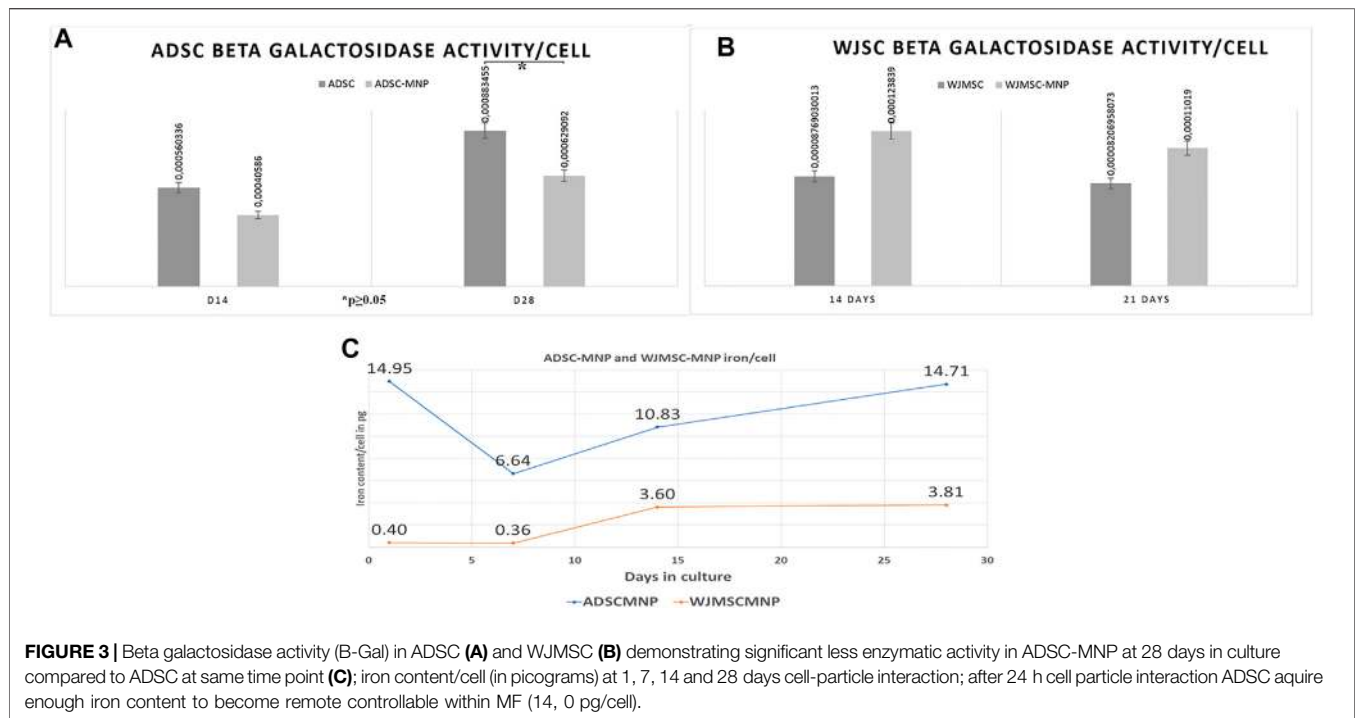 A
ADSC BETA GALACTOSIDASE ACTIVITY/CELL
ADSC ADSC-MNP
0,000560336
0,00040586
0,000883455
*
0,000629092
D14 *p≥0.05 D28
B
WJSC BETA GALACTOSIDASE ACTIVITY/CELL
WJMSC WJMSC-MNP
0,00008769030013
0,000123839
0,00008206958073
0,00011019
14 DAYS 21 DAYS
C
ADSC-MNP and WJMSC-MNP iron/cell
Iron content/cell in pg
14.95 6.64 10.83 14.71
0.40 0.36 3.60 3.81
0 5 10 15 20 25 30
Days in culture
ADSCMNP WJMSCMNP
FIGURE 3 | Beta galactosidase activity (B-Gal) in ADSC (A) and WJMSC (B) demonstrating significant less enzymatic activity in ADSC-MNP at 28 days in culture
compared to ADSC at same time point (C); iron content/cell (in picograms) at 1, 7, 14 and 28 days cell-particle interaction; after 24 h cell particle interaction ADSC aquire
enough iron content to become remote controllable within MF (14, 0 pg/cell).